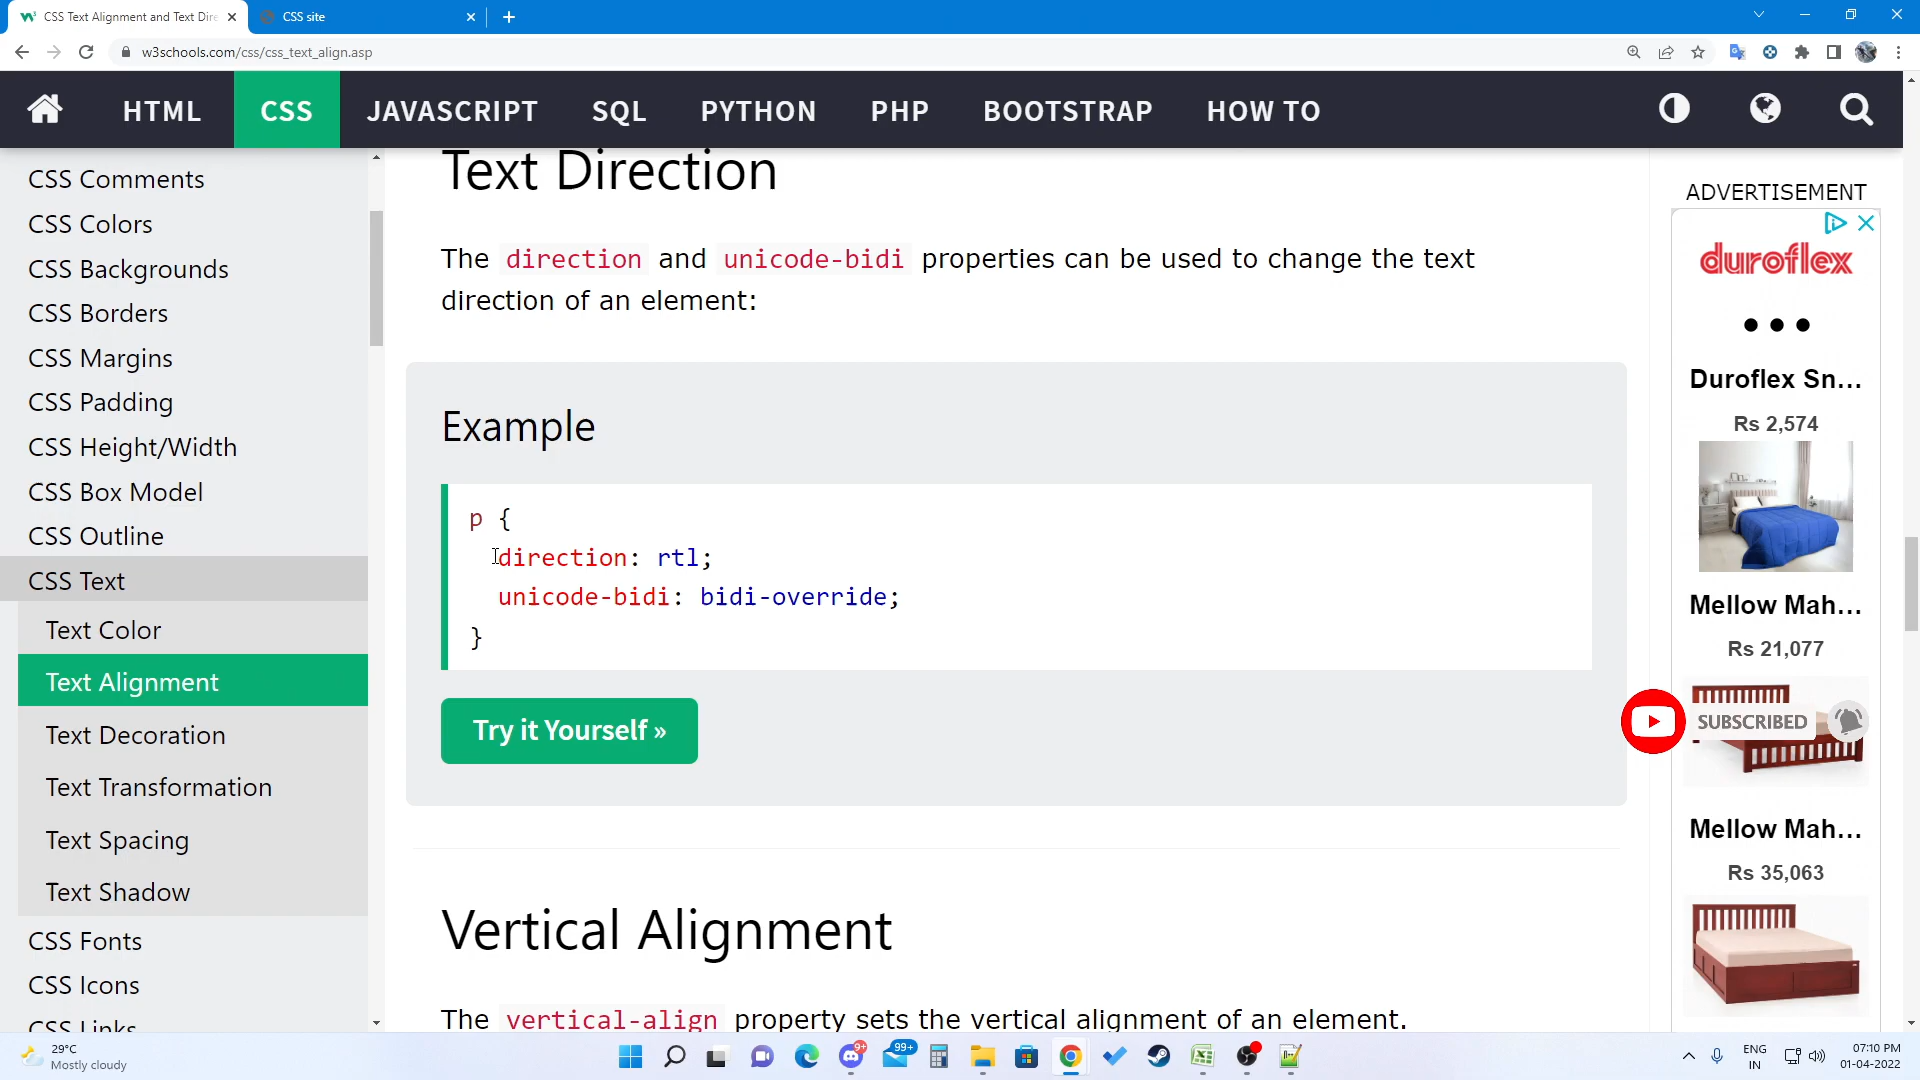 CSS Text Alignment and Text Dire
CSS site
w3schools.com/css/css_text_align.asp
HTML
CSS
JAVASCRIPT
SQL
PYTHON
PHP
BOOTSTRAP
HOW TO
CSS Comments
CSS Colors
CSS Backgrounds
CSS Borders
CSS Margins
CSS Padding
CSS Height/Width
CSS Box Model
CSS Outline
CSS Text
Text Color
Text Alignment
Text Decoration
Text Transformation
Text Spacing
Text Shadow
CSS Fonts
CSS Icons
CSS Links
Text Direction
The direction and unicode-bidi properties can be used to change the text
direction of an element:
Example
p {
direction: rtl;
unicode-bidi: bidi-override;
}
Try it Yourself »
Vertical Alignment
The vertical-align property sets the vertical alignment of an element.
ADVERTISEMENT
duroflex
Duroflex Sn...
Rs 2,574
Mellow Mah...
Rs 21,077
SUBSCRIBED
Mellow Mah...
Rs 35,063
29°C
Mostly cloudy
9+
99+
ENG
IN
07:10 PM
01-04-2022